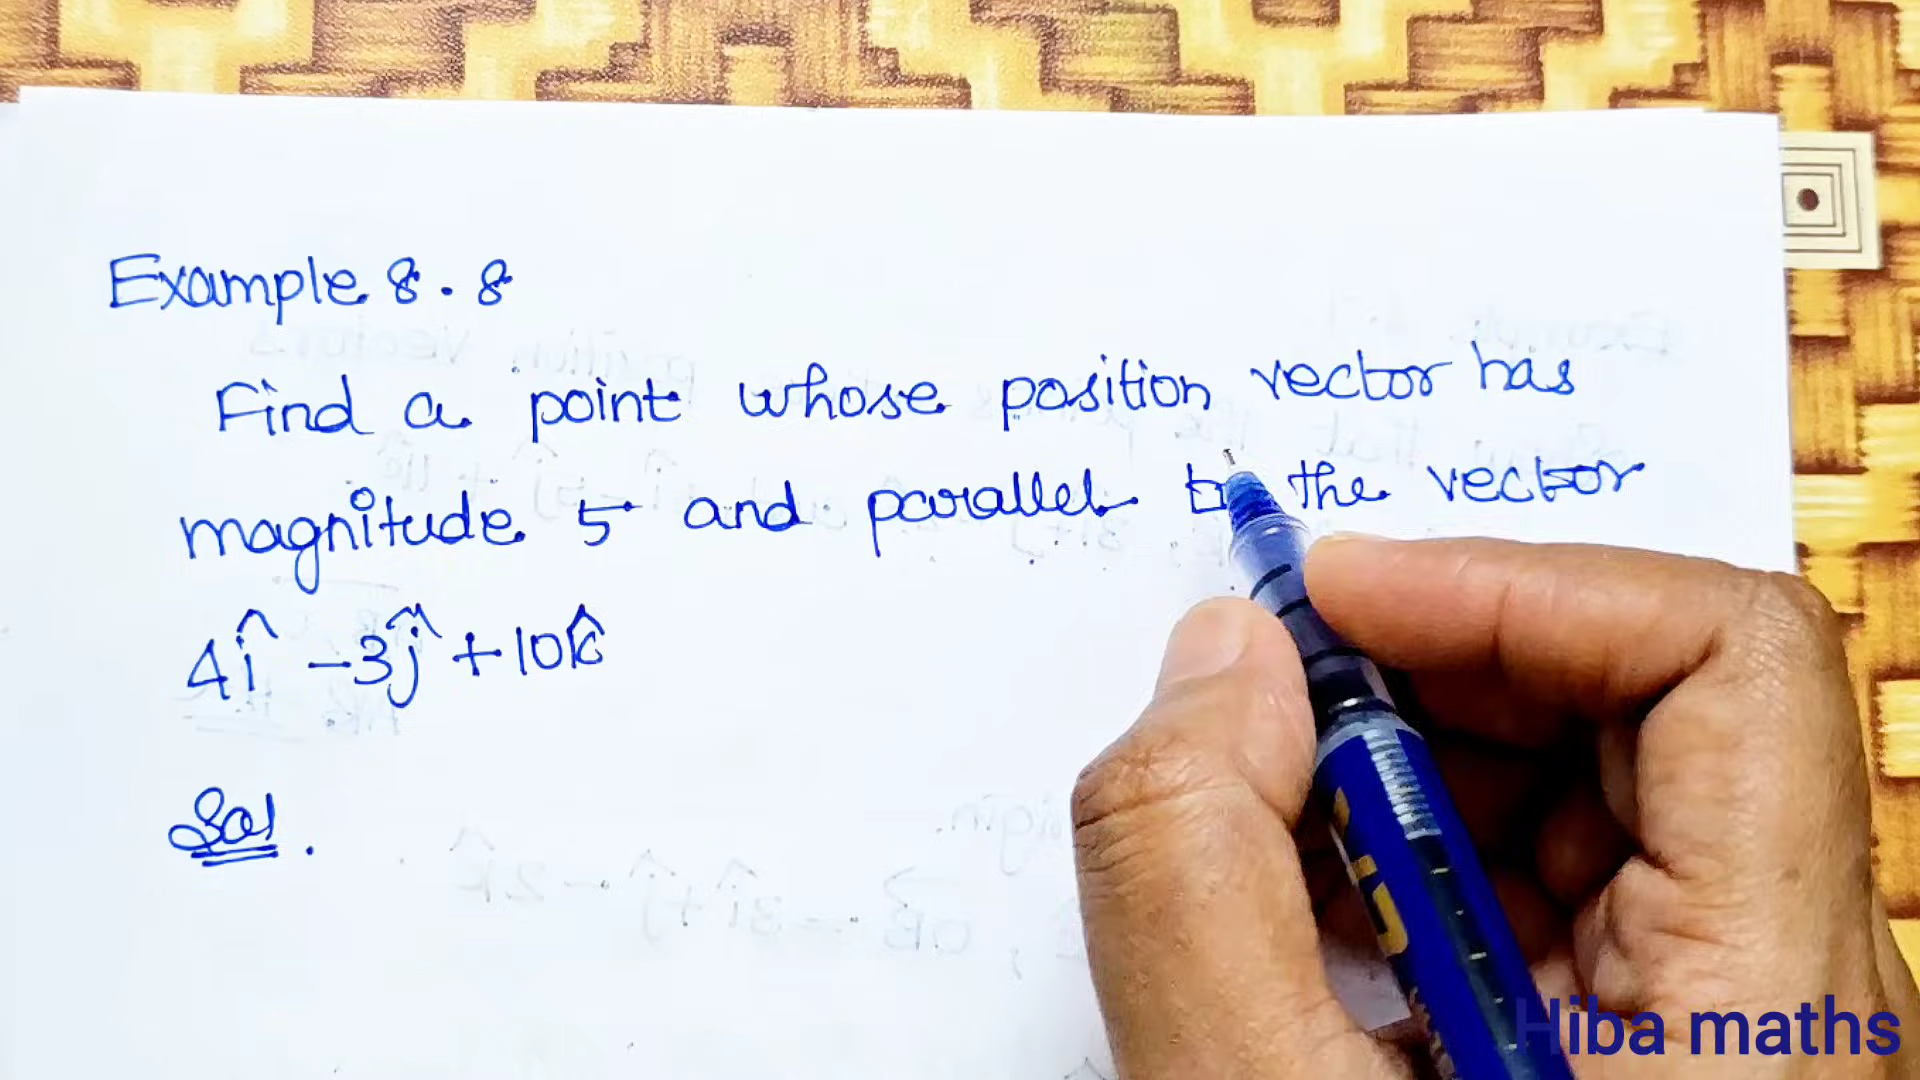 Example 8.8
Find a point whose position vector has
magnitude 5 and parallel to the vector
4î - 3ĵ + 10k̂
Sol.
Hiba maths